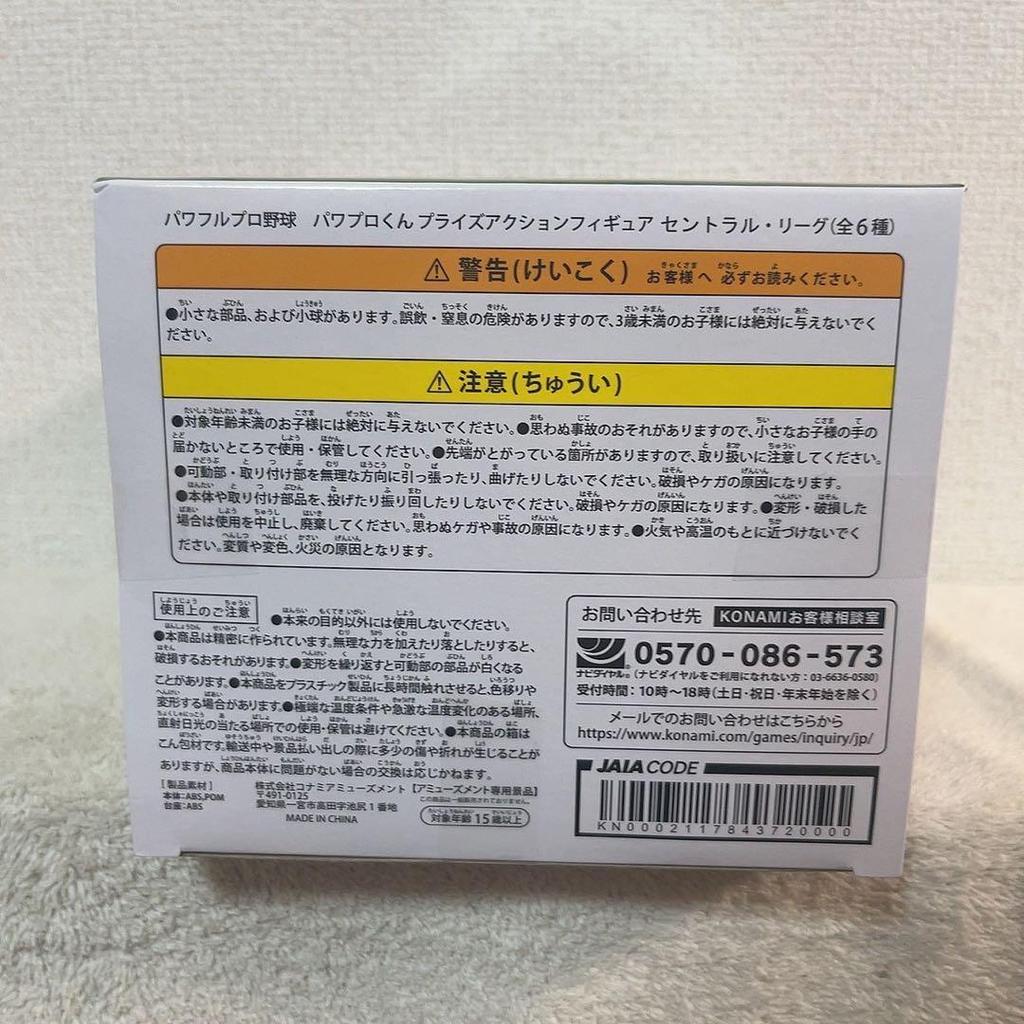 パワフルプロ野球 パワプロくん プライズアクションフィギュア セントラル・リーグ(全6種)
⚠ 警告(けいこく) お客様へ 必ずお読みください。
●小さな部品、および小球があります。誤飲・窒息の危険がありますので、3歳未満のお子様には絶対に与えないでく
ださい。
⚠ 注意(ちゅうい)
●対象年齢未満のお子様には絶対に与えないでください。●思わぬ事故のおそれがありますので、小さなお子様の手の
届かないところで使用・保管してください。●先端がとがっている箇所がありますので、取り扱いに注意してください。
●可動部・取り付け部を無理な方向に引っ張ったり、曲げたりしないでください。破損やケガの原因になります。
●本体や取り付け部品を、投げたり振り回したりしないでください。破損やケガの原因になります。●変形・破損した
場合は使用を中止し、廃棄してください。思わぬケガや事故の原因になります。●火気や高温のもとに近づけないでく
ださい。変質や変色、火災の原因となります。
使用上のご注意
●本来の目的以外には使用しないでください。
●本商品は精密に作られています。無理な力を加えたり落としたりすると、
破損するおそれがあります。●変形を繰り返すと可動部の部品が白くなる
ことがあります。●本商品をプラスチック製品に長時間触れさせると、色移りや
変形する場合があります。●極端な温度条件や急激な温度変化のある場所、
直射日光の当たる場所での使用・保管は避けてください。●本商品の箱は
こん包材です。輸送中や景品払い出しの際に多少の傷や折れが生じることが
ありますが、商品本体に問題がない場合の交換は応じかねます。
[製品素材]
本体:ABS,POM
台座:ABS
株式会社コナミアミューズメント【アミューズメント専用景品】
〒491-0125
愛知県一宮市高田字池尻1番地
MADE IN CHINA
この商品は一般販売されておりません。
対象年齢 15歳以上
お問い合わせ先 KONAMIお客様相談室
ナビダイヤル 0570-086-573
(ナビダイヤルをご利用になれない方:03-6636-0580)
受付時間:10時~18時(土日・祝日・年末年始を除く)
メールでのお問い合わせはこちらから
https://www.konami.com/games/inquiry/jp/
JAIA CODE
KN0002117843720000